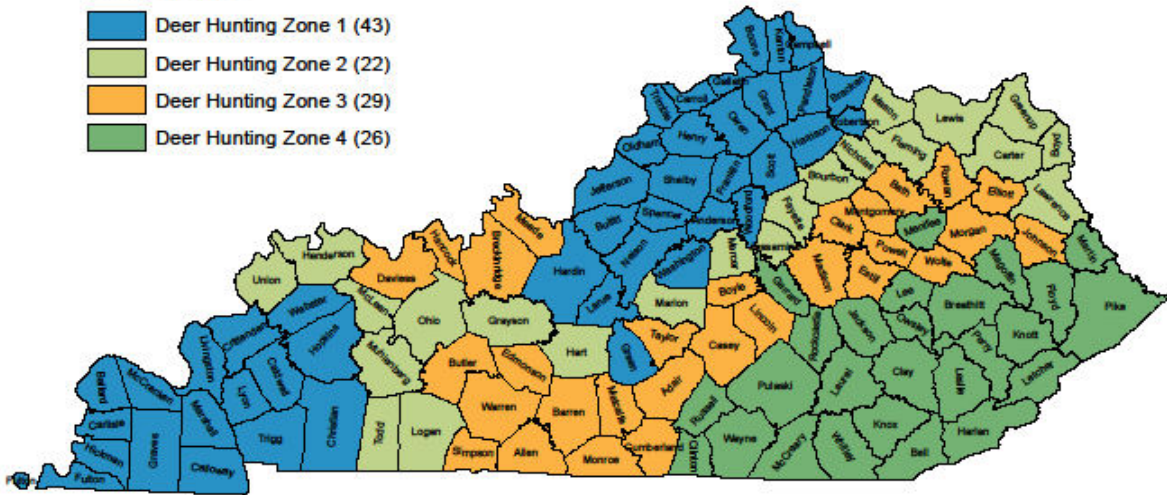 Deer Hunting Zone 1 (43)
Deer Hunting Zone 2 (22)
Deer Hunting Zone 3 (29)
Deer Hunting Zone 4 (26)
Boone
Kenton
Campbell
Gallatin
Carroll
Trimble
Owen
Grant
Pendleton
Bracken
Robertson
Mason
Lewis
Greenup
Boyd
Carter
Fleming
Nicholas
Harrison
Henry
Oldham
Scott
Franklin
Shelby
Jefferson
Bourbon
Fayette
Bath
Rowan
Elliott
Lawrence
Montgomery
Clark
Menifee
Morgan
Johnson
Martin
Woodford
Anderson
Spencer
Bullitt
Nelson
Washington
Mercer
Powell
Wolfe
Magoffin
Floyd
Pike
Madison
Estill
Garrard
Boyle
Lincoln
Marion
Larue
Hardin
Meade
Breckinridge
Hancock
Daviess
Henderson
Union
Webster
McLean
Ohio
Grayson
Hart
Green
Taylor
Casey
Rockcastle
Jackson
Lee
Owsley
Breathitt
Knott
Perry
Letcher
Leslie
Clay
Laurel
Pulaski
Adair
Russell
Metcalfe
Barren
Edmonson
Butler
Warren
Muhlenberg
Hopkins
Crittenden
Livingston
Caldwell
Lyon
Christian
Trigg
Todd
Logan
Simpson
Allen
Monroe
Cumberland
Clinton
Wayne
McCreary
Whitley
Knox
Bell
Harlan
Ballard
McCracken
Marshall
Carlisle
Graves
Hickman
Calloway
Fulton
Fulton